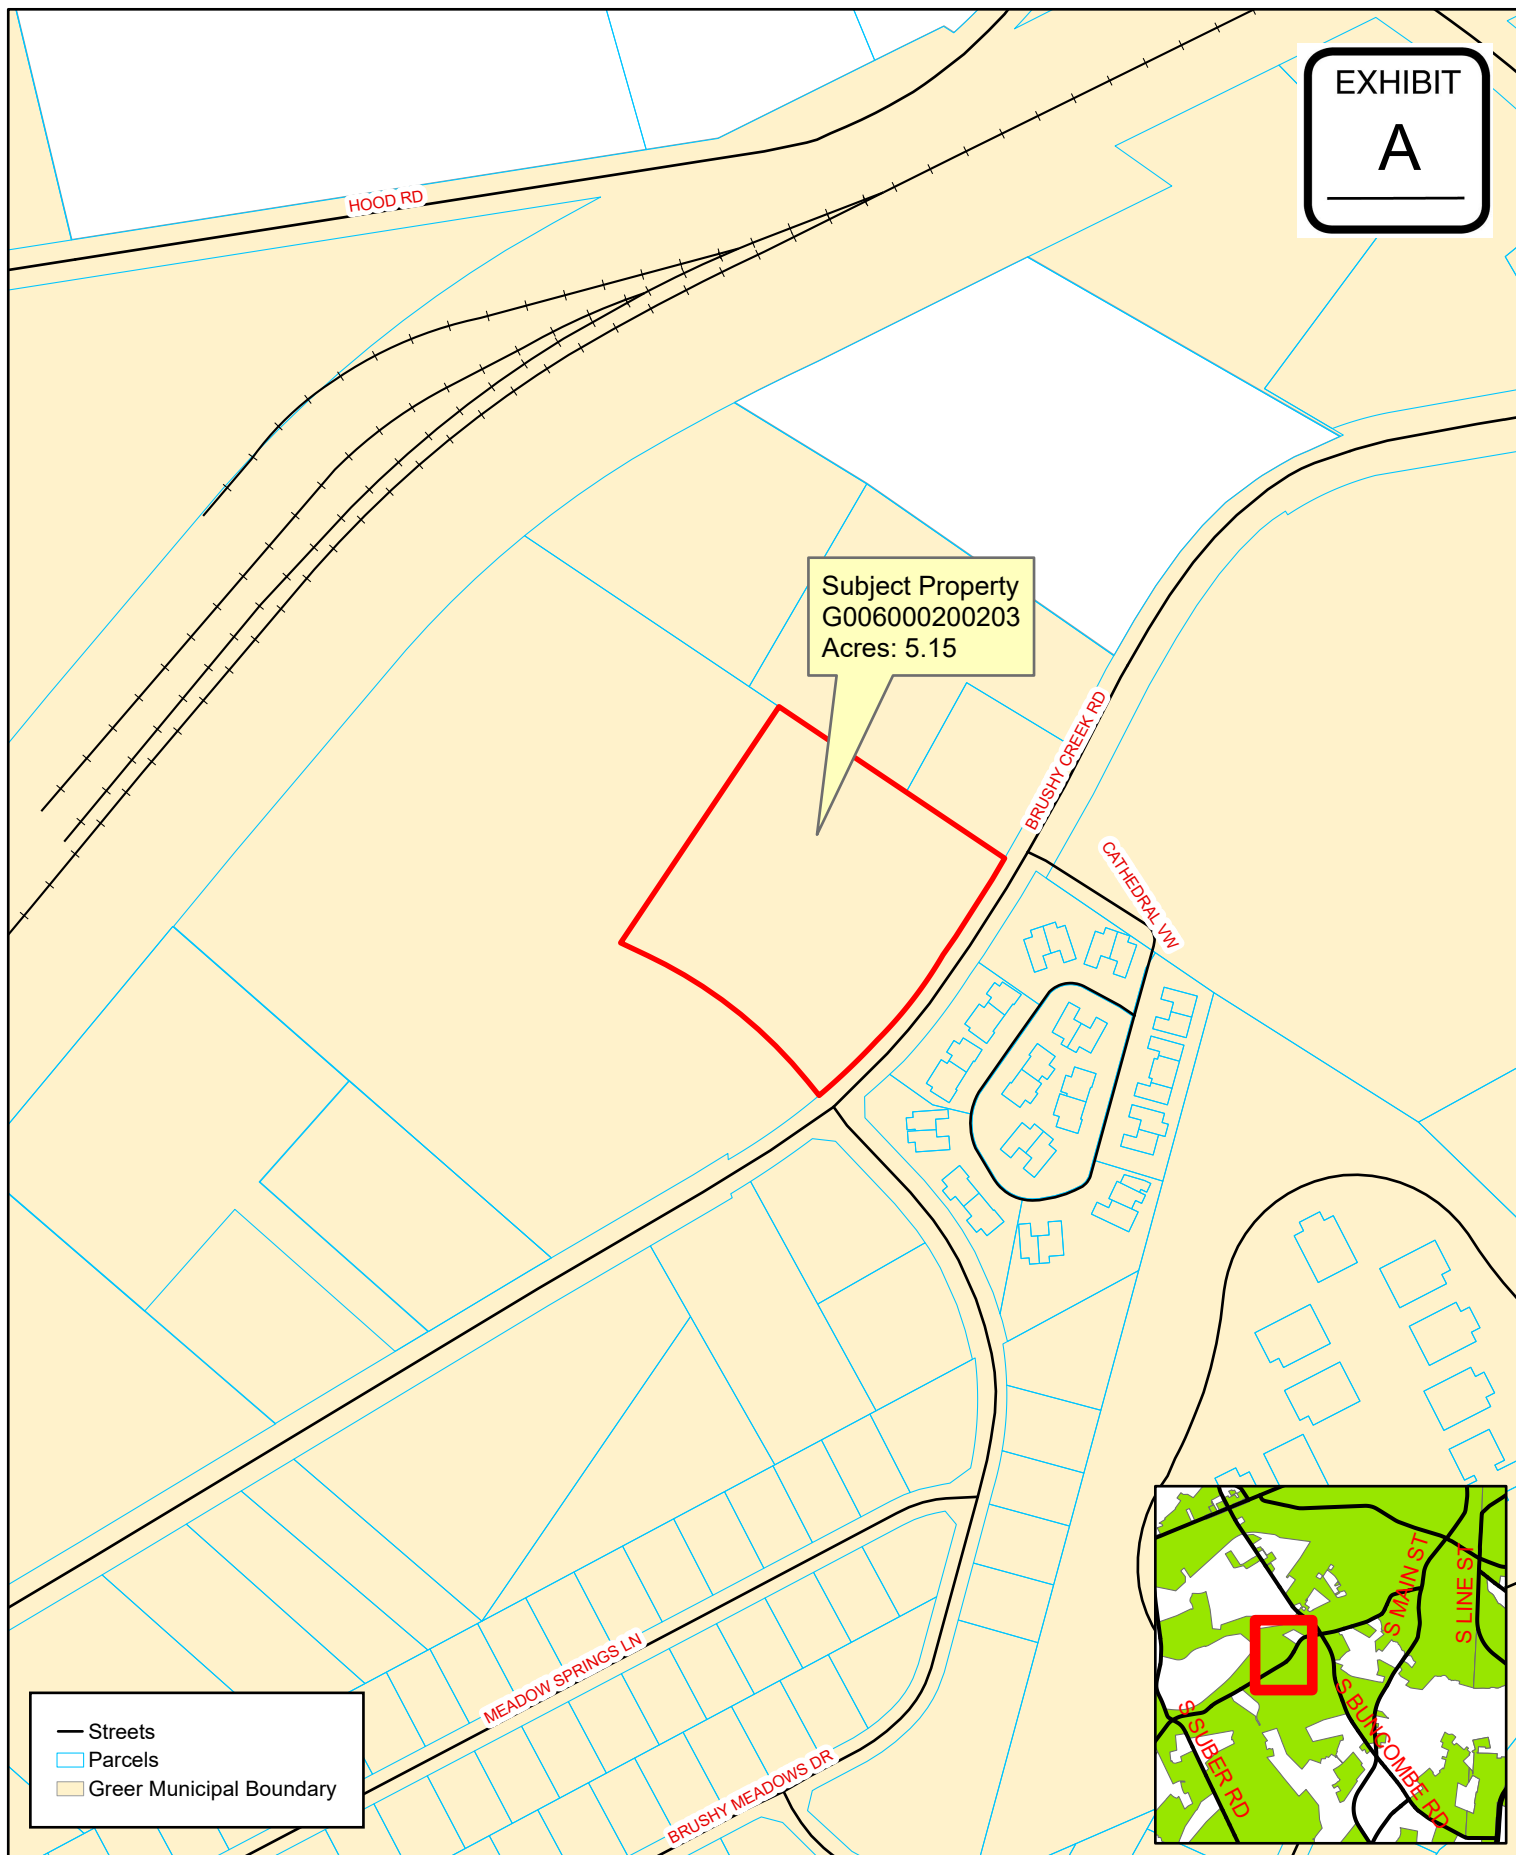 EXHIBIT
A
HOOD RD
Subject Property
G006000200203
Acres: 5.15
BRUSHY CREEK RD
CATHEDRAL VW
MEADOW SPRINGS LN
BRUSHY MEADOWS DR
Streets
Parcels
Greer Municipal Boundary
S MAIN ST
S LINE ST
S SUBER RD
S BUNCOMBE RD